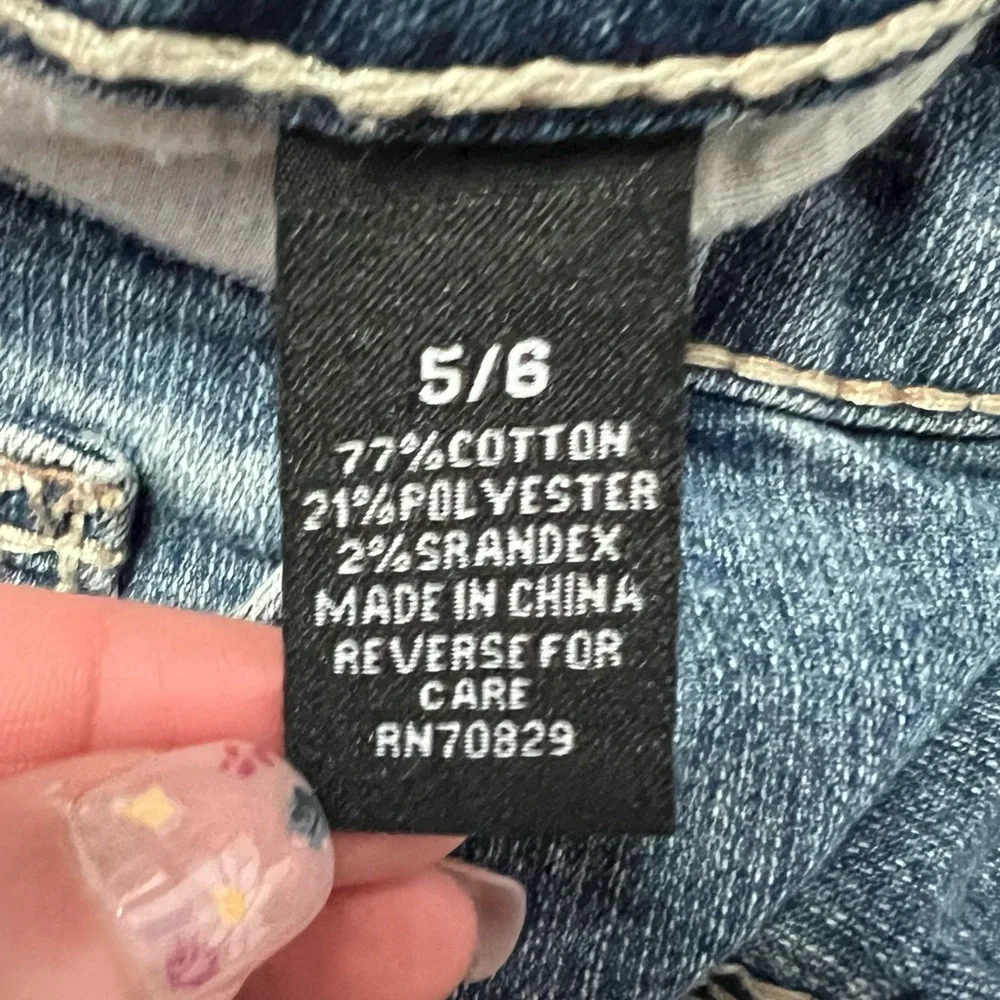 5/6
77%COTTON
21%POLYESTER
2%SRANDEX
MADE IN CHINA
REVERSE FOR
CARE
RN70829